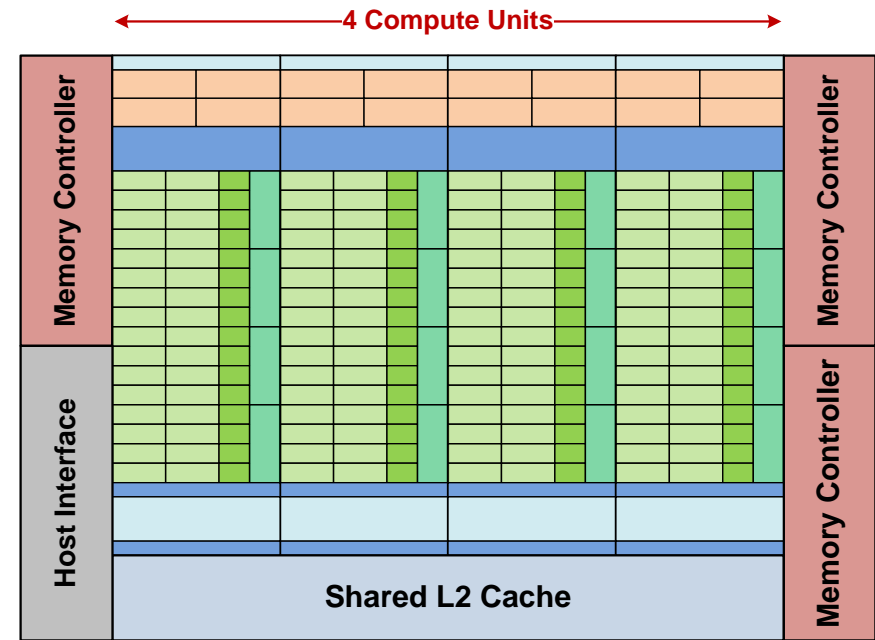 4 Compute Units
Memory Controller
Memory Controller
Host Interface
Memory Controller
Shared L2 Cache